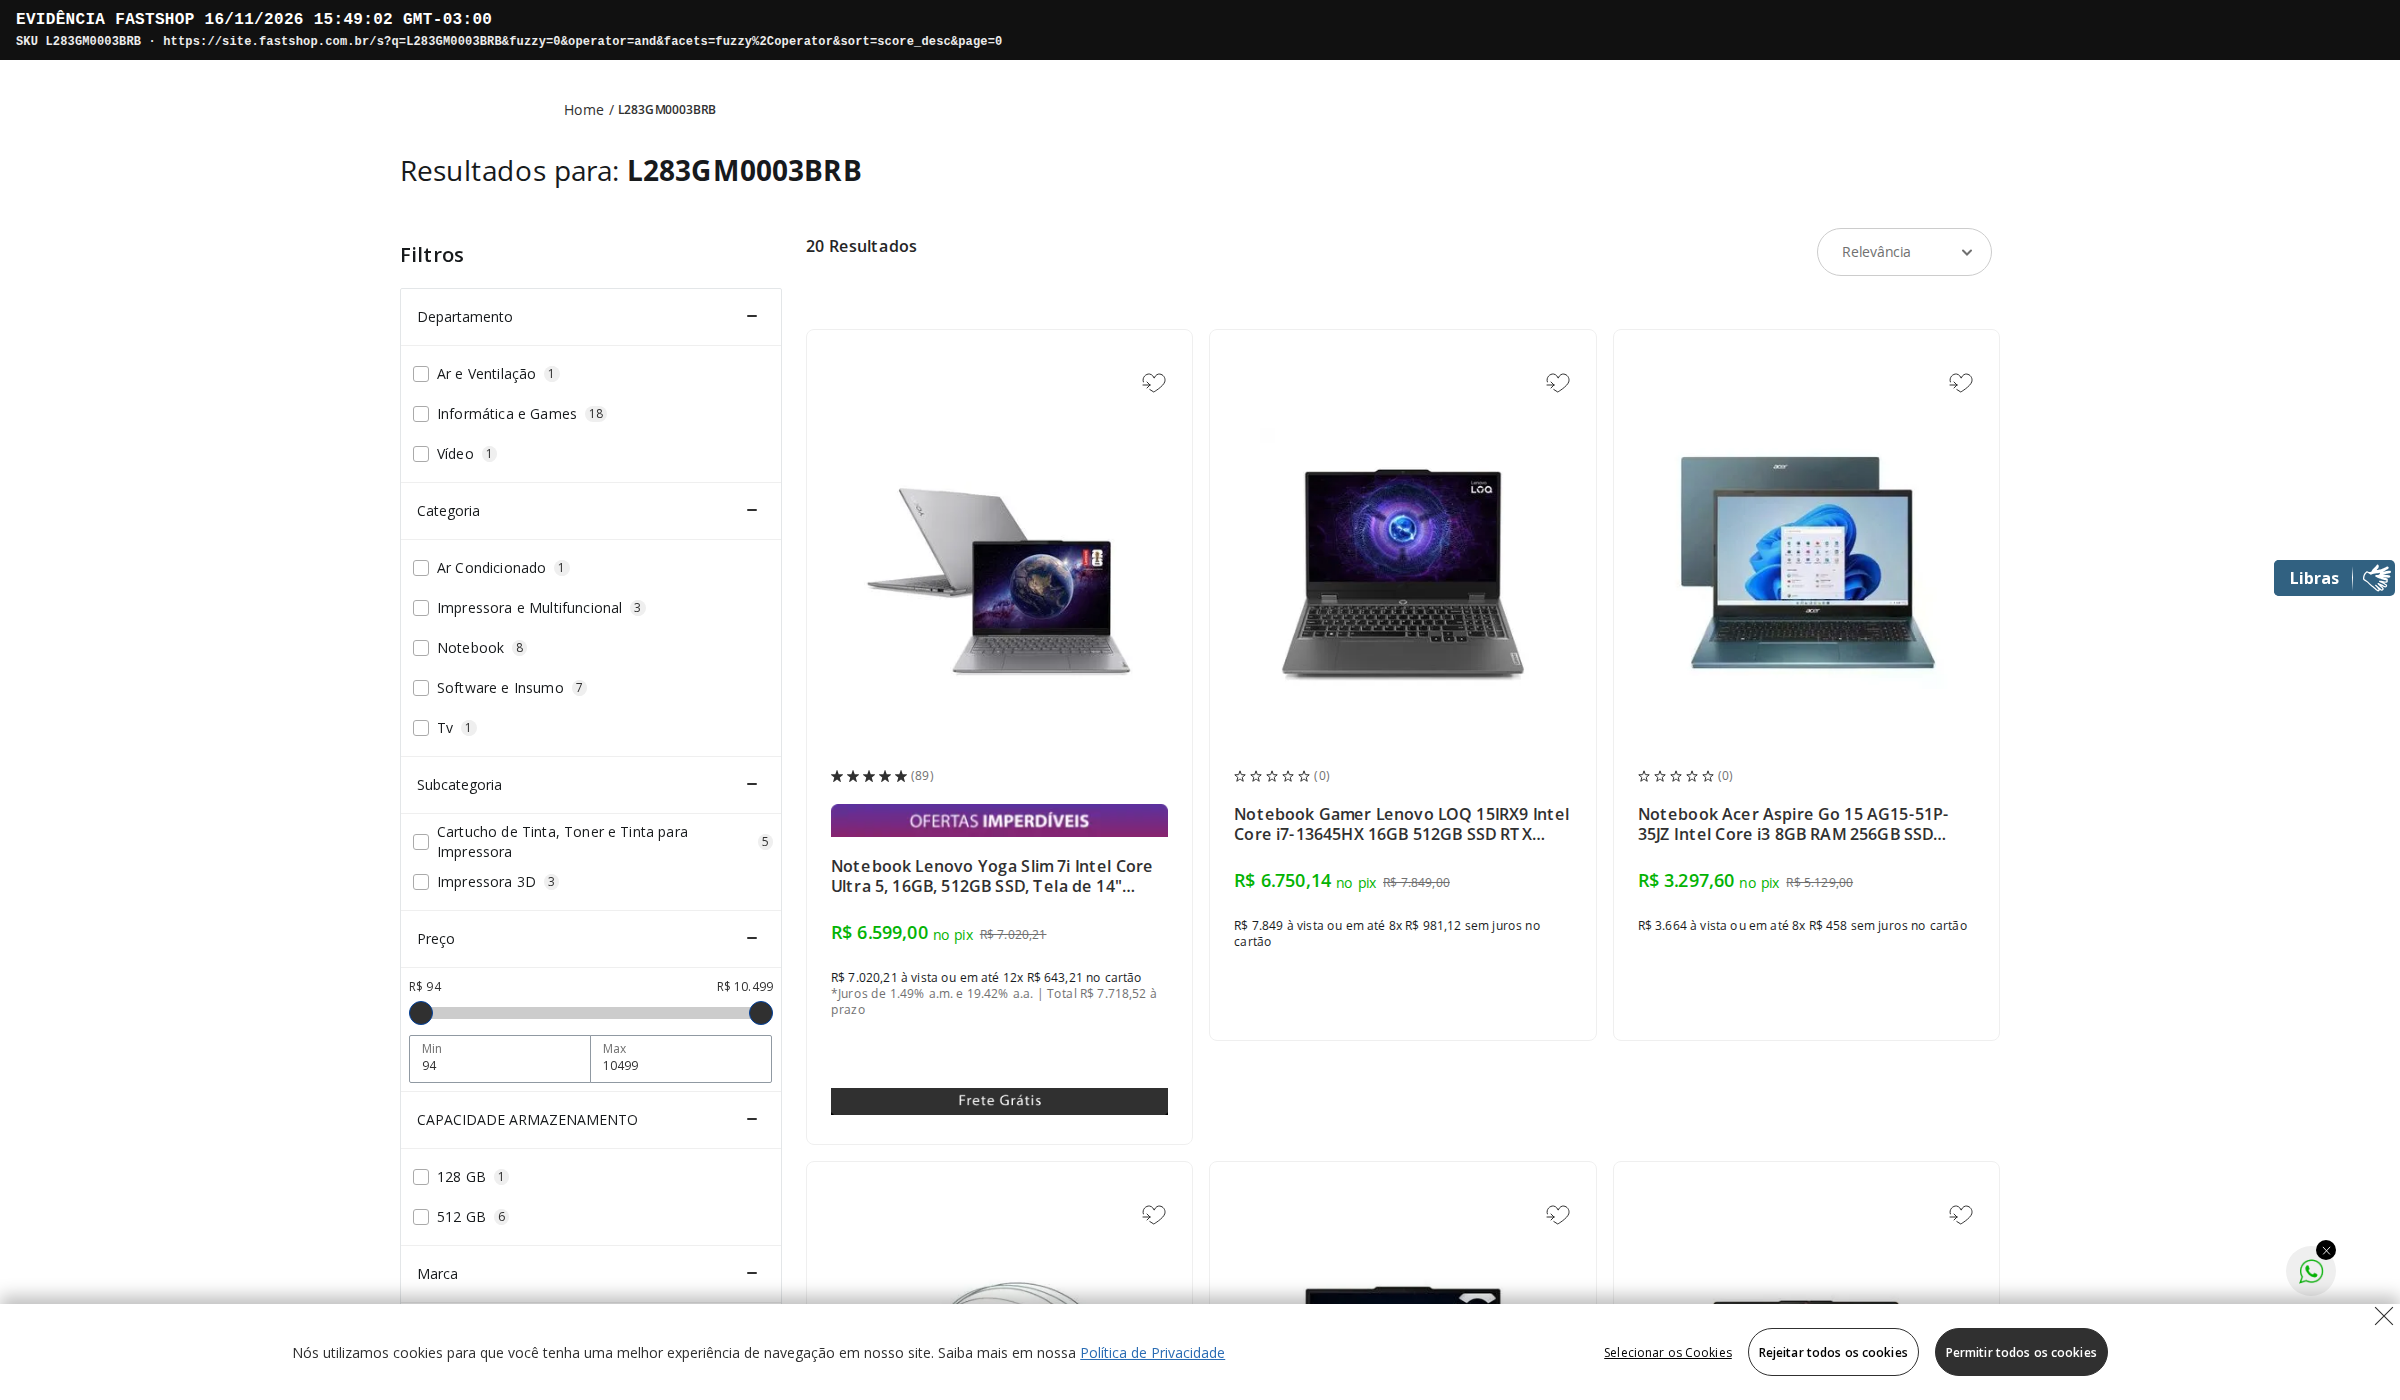 EVIDÊNCIA FASTSHOP 16/11/2026 15:49:02 GMT-03:00
SKU L283GM0003BRB · https://site.fastshop.com.br/s?q=L283GM0003BRB&fuzzy=0&operator=and&facets=fuzzy%2Coperator&sort=score_desc&page=0
Home / L283GM0003BRB
Resultados para: L283GM0003BRB
Filtros
20 Resultados
Relevância
Departamento
Ar e Ventilação 1
Informática e Games 18
Vídeo 1
Categoria
Ar Condicionado 1
Impressora e Multifuncional 3
Notebook 8
Software e Insumo 7
Tv 1
Subcategoria
Cartucho de Tinta, Toner e Tinta para
Impressora 5
Impressora 3D 3
Preço
R$ 94 R$ 10.499
Min Max
94 10499
CAPACIDADE ARMAZENAMENTO
128 GB 1
512 GB 6
Marca
(89)
OFERTAS IMPERDÍVEIS
Notebook Lenovo Yoga Slim 7i Intel Core
Ultra 5, 16GB, 512GB SSD, Tela de 14"...
R$ 6.599,00 no pix R$ 7.020,21
R$ 7.020,21 à vista ou em até 12x R$ 643,21 no cartão
*Juros de 1.49% a.m. e 19.42% a.a. | Total R$ 7.718,52 à
prazo
Frete Grátis
Lenovo
LOQ
(0)
Notebook Gamer Lenovo LOQ 15IRX9 Intel
Core i7-13645HX 16GB 512GB SSD RTX...
R$ 6.750,14 no pix R$ 7.849,00
R$ 7.849 à vista ou em até 8x R$ 981,12 sem juros no
cartão
acer
acer
(0)
Notebook Acer Aspire Go 15 AG15-51P-
35JZ Intel Core i3 8GB RAM 256GB SSD...
R$ 3.297,60 no pix R$ 5.129,00
R$ 3.664 à vista ou em até 8x R$ 458 sem juros no cartão
Libras
Nós utilizamos cookies para que você tenha uma melhor experiência de navegação em nosso site. Saiba mais em nossa Política de Privacidade
Selecionar os Cookies
Rejeitar todos os cookies
Permitir todos os cookies